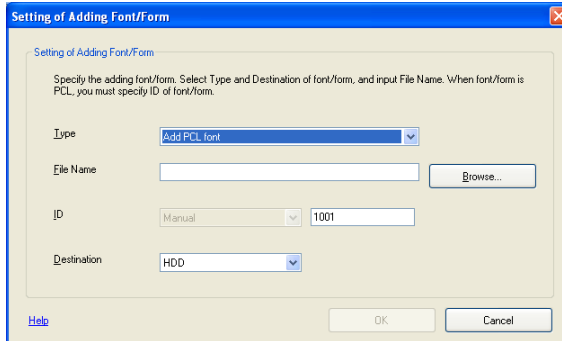 Setting of Adding Font/Form
Setting of Adding Font/Form
Specify the adding font/form. Select Type and Destination of font/form, and input File Name. When font/form is
PCL, you must specify ID of font/form.
Type Add PCL font
File Name Browse...
ID Manual 1001
Destination HDD
Help OK Cancel